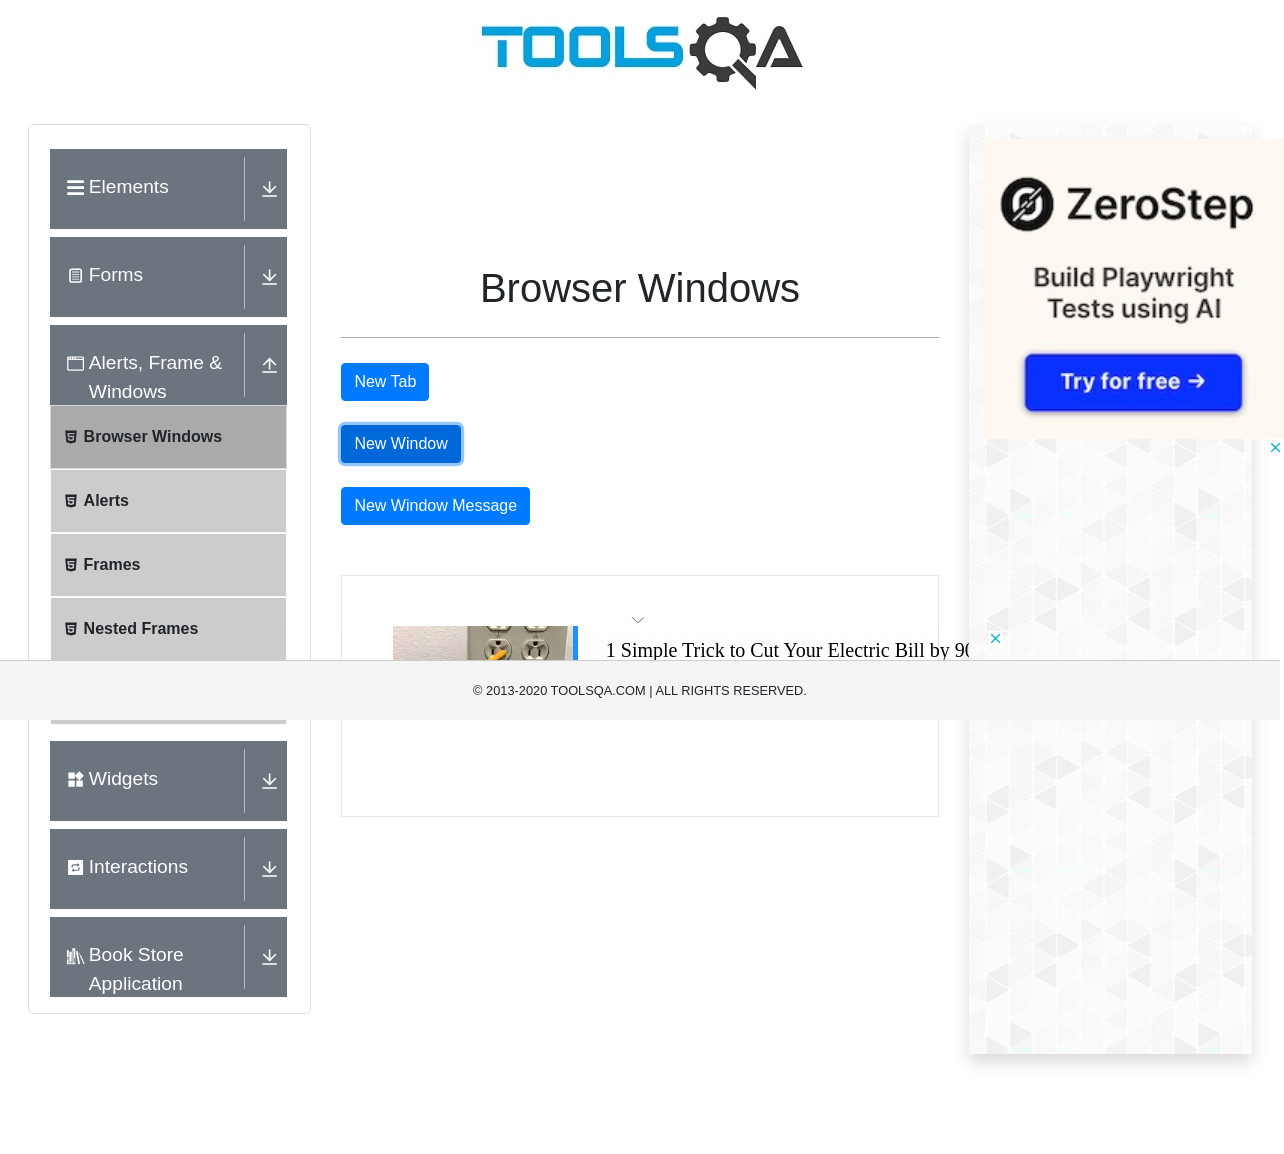 TOOLSQA
Elements
Forms
Alerts, Frame &
Windows
Browser Windows
Alerts
Frames
Nested Frames
Widgets
Interactions
Book Store
Application
Browser Windows
New Tab
New Window
New Window Message
1 Simple Trick to Cut Your Electric Bill by 90
ZeroStep
Build Playwright
Tests using AI
Try for free →
© 2013-2020 TOOLSQA.COM | ALL RIGHTS RESERVED.